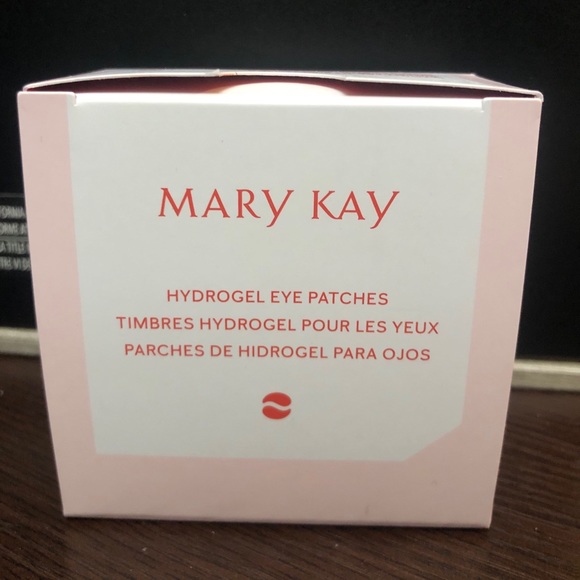 MARY KAY
HYDROGEL EYE PATCHES
TIMBRES HYDROGEL POUR LES YEUX
PARCHES DE HIDROGEL PARA OJOS